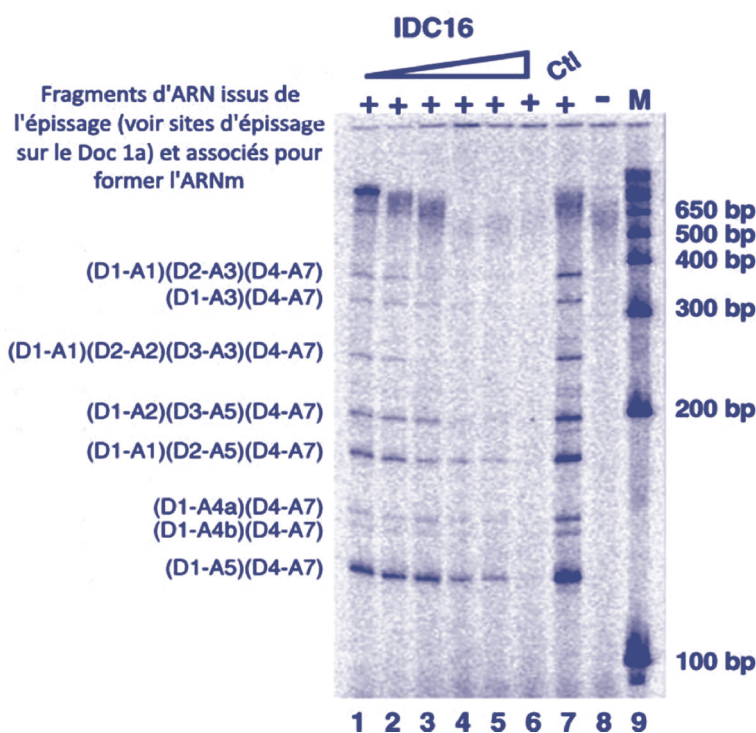 IDC16
Ctl
+ + + + + + + - M
Fragments d'ARN issus de
l'épissage (voir sites d'épissage
sur le Doc 1a) et associés pour
former l'ARNm
650 bp
500 bp
400 bp
(D1-A1)(D2-A3)(D4-A7)
(D1-A3)(D4-A7)
300 bp
(D1-A1)(D2-A2)(D3-A3)(D4-A7)
(D1-A2)(D3-A5)(D4-A7)
200 bp
(D1-A1)(D2-A5)(D4-A7)
(D1-A4a)(D4-A7)
(D1-A4b)(D4-A7)
(D1-A5)(D4-A7)
100 bp
1 2 3 4 5 6 7 8 9